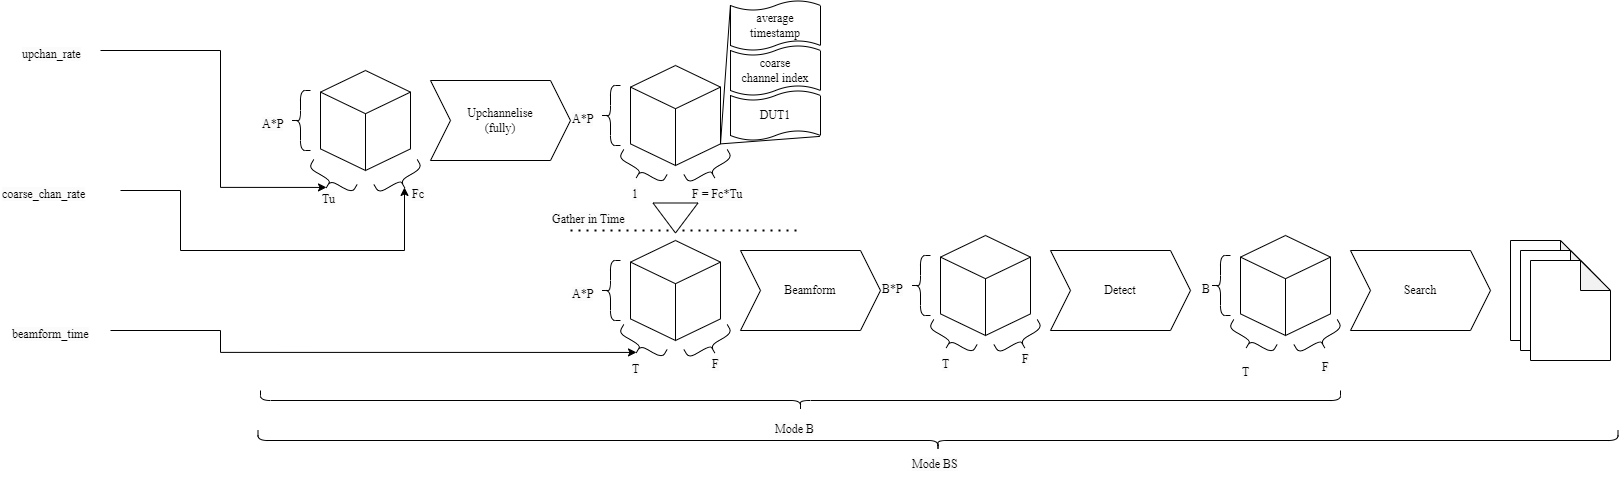 average
timestamp
upchan_rate
coarse
channel index
Upchannelise
(fully)
A*P
A*P
DUT1
coarse_chan_rate
Tu
Fc
1
F = Fc*Tu
Gather in Time
A*P
Beamform
B*P
Detect
B
Search
beamform_time
T
F
T
F
T
F
Mode B
Mode BS